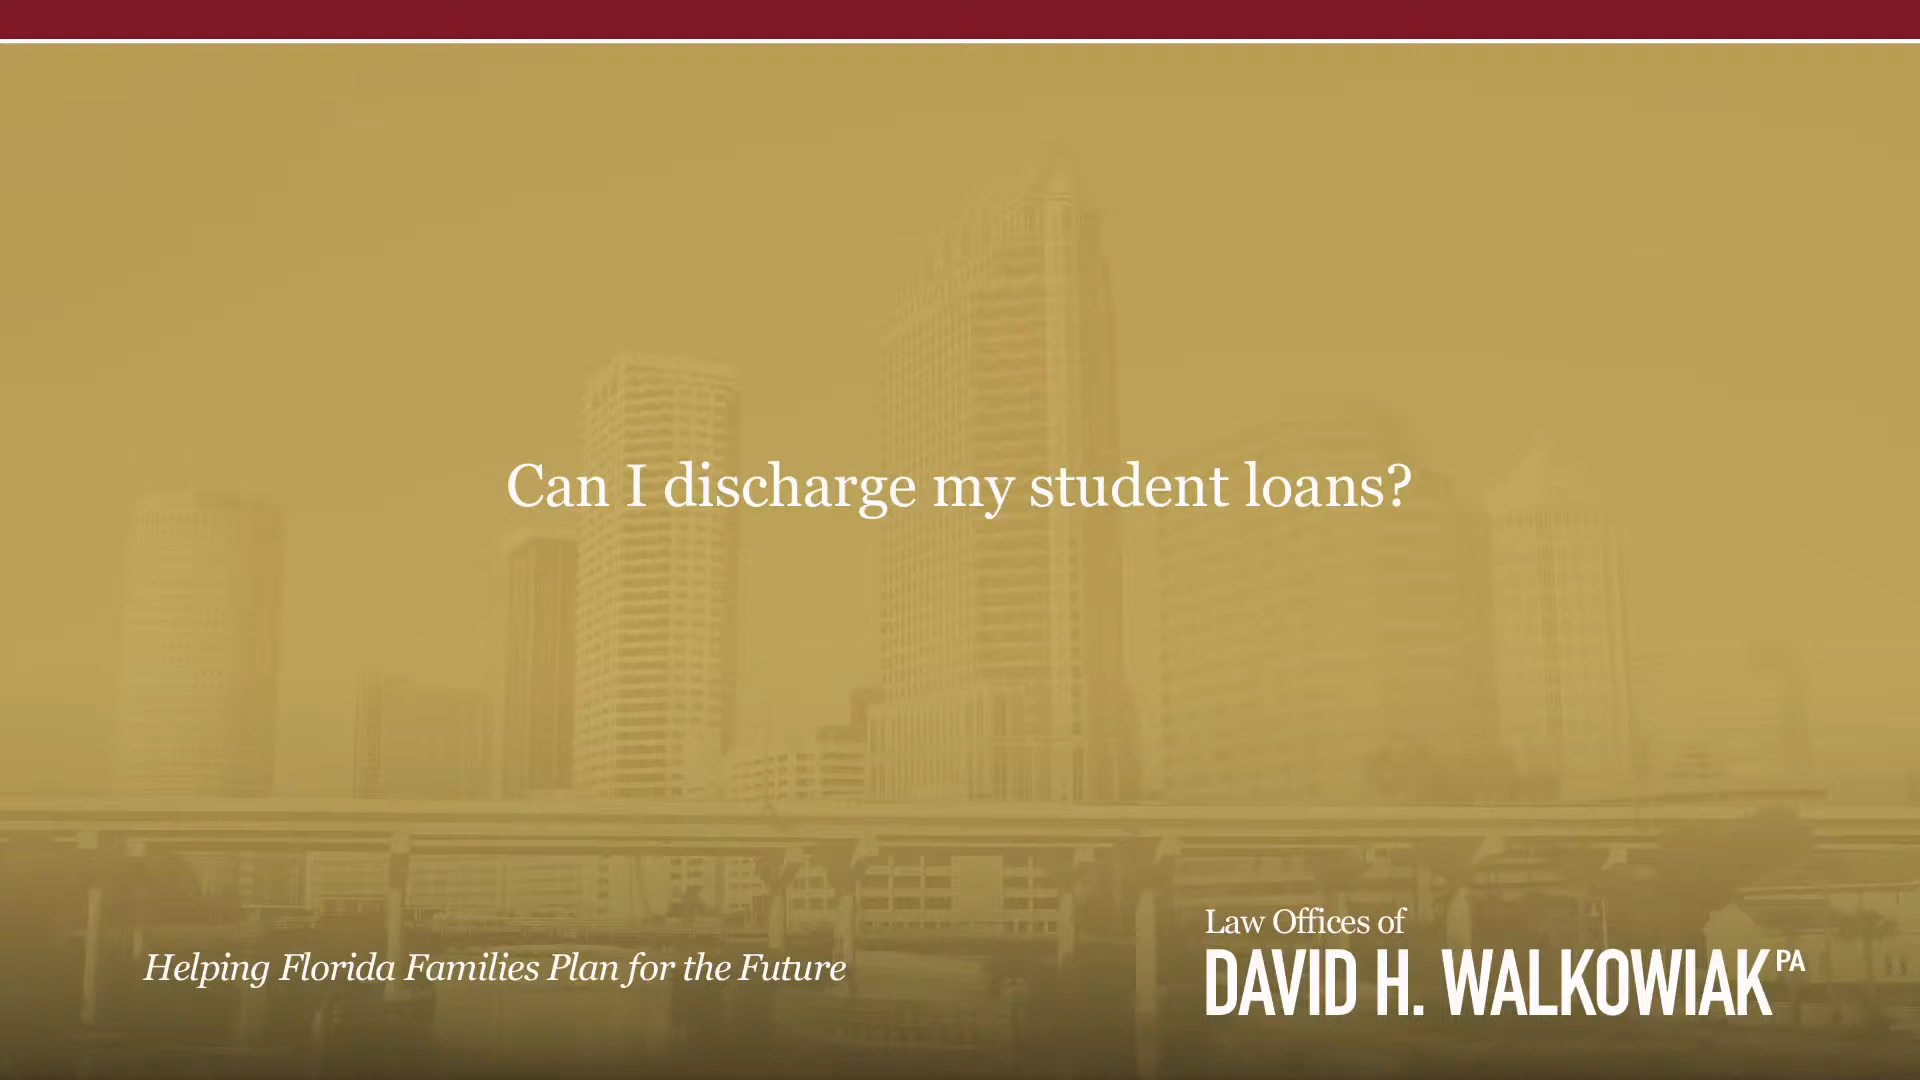 Can I discharge my student loans?
Helping Florida Families Plan for the Future
Law Offices of
DAVID H. WALKOWIAK PA